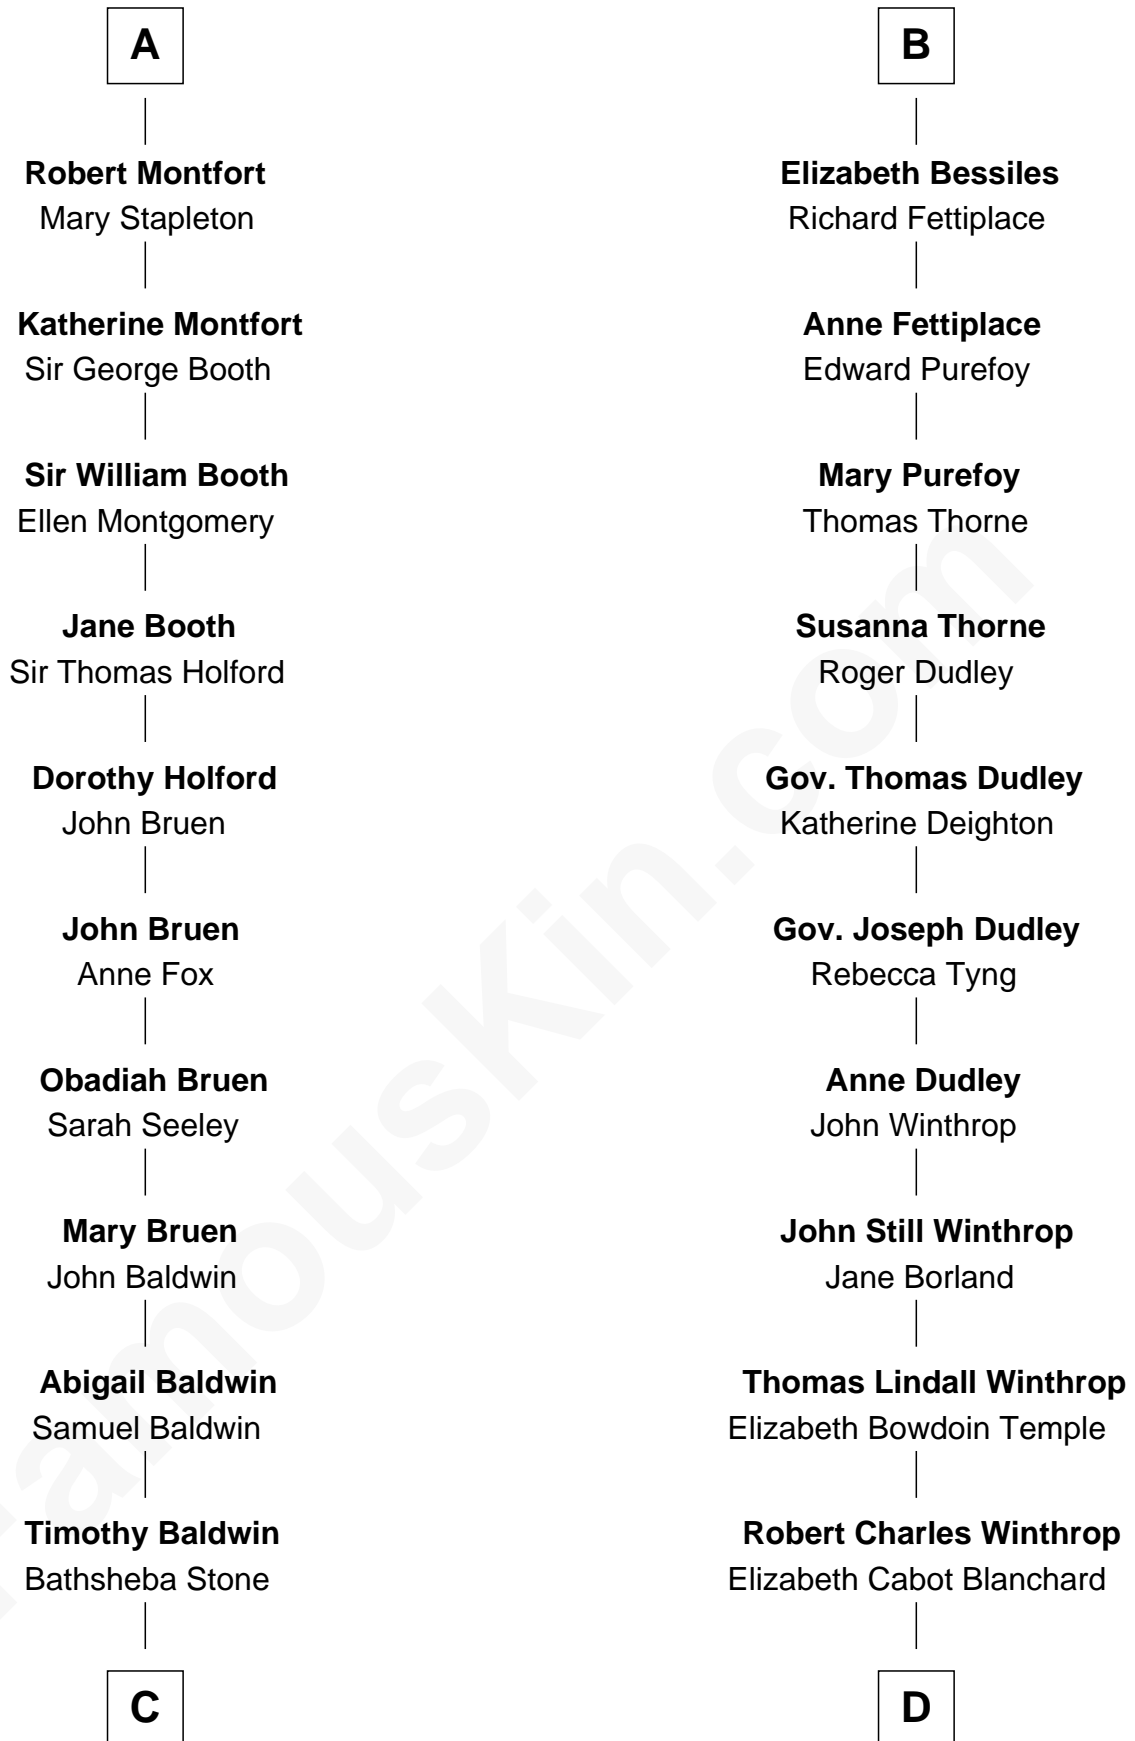 A
Robert Montfort
Mary Stapleton
Katherine Montfort
Sir George Booth
Sir William Booth
Ellen Montgomery
Jane Booth
Sir Thomas Holford
Dorothy Holford
John Bruen
John Bruen
Anne Fox
Obadiah Bruen
Sarah Seeley
Mary Bruen
John Baldwin
Abigail Baldwin
Samuel Baldwin
Timothy Baldwin
Bathsheba Stone
C
B
Elizabeth Bessiles
Richard Fettiplace
Anne Fettiplace
Edward Purefoy
Mary Purefoy
Thomas Thorne
Susanna Thorne
Roger Dudley
Gov. Thomas Dudley
Katherine Deighton
Gov. Joseph Dudley
Rebecca Tyng
Anne Dudley
John Winthrop
John Still Winthrop
Jane Borland
Thomas Lindall Winthrop
Elizabeth Bowdoin Temple
Robert Charles Winthrop
Elizabeth Cabot Blanchard
D
FamousKin.com